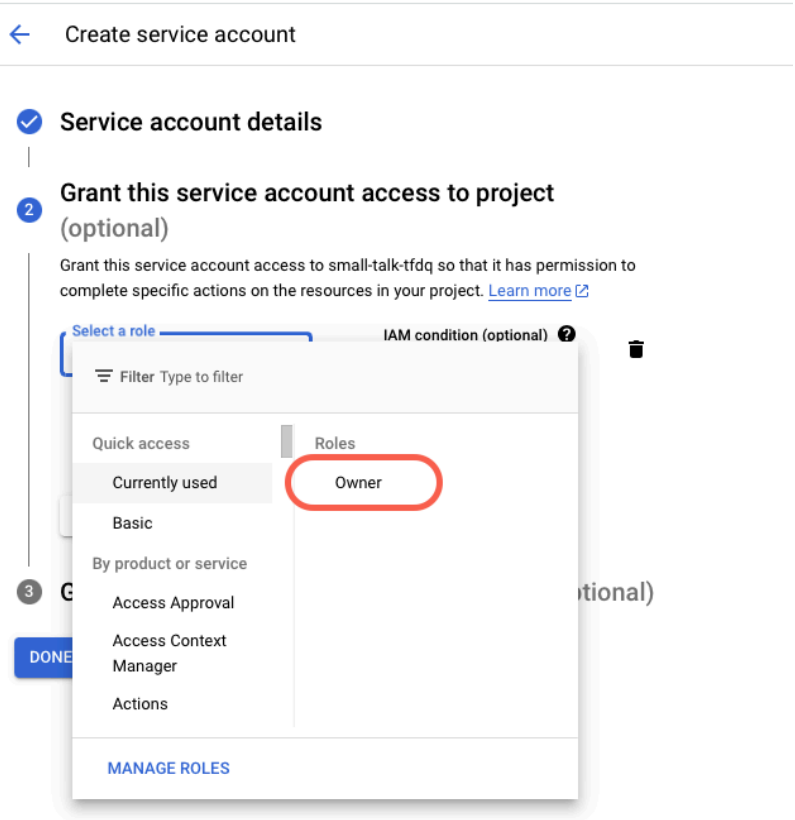 Create service account
Service account details
2
Grant this service account access to project
(optional)
Grant this service account access to small-talk-tfdq so that it has permission to
complete specific actions on the resources in your project. Learn more
Select a role
IAM condition (optional) ?
Filter Type to filter
Quick access
Roles
Currently used
Owner
Basic
By product or service
3
Access Approval
Access Context
Manager
Actions
DONE
MANAGE ROLES